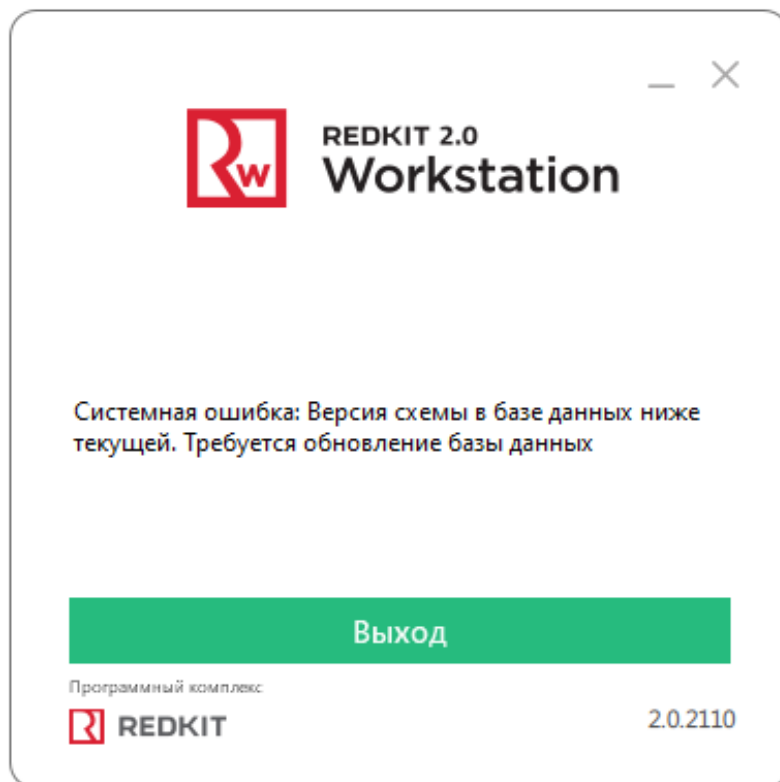 Rw
REDKIT 2.0
Workstation
Системная ошибка: Версия схемы в базе данных ниже
текущей. Требуется обновление базы данных
Выход
Программный комплекс
R REDKIT
2.0.2110